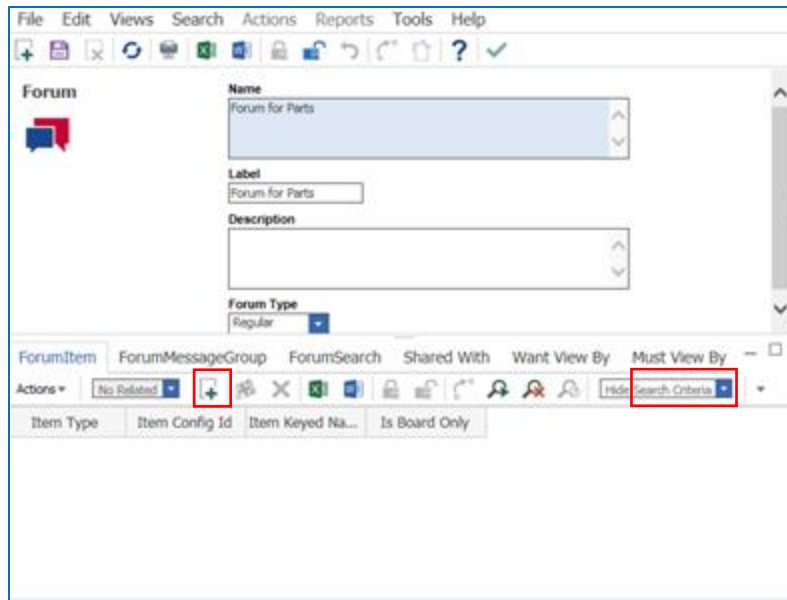 File Edit Views Search Actions Reports Tools Help
Forum
Name
Forum for Parts
Label
Forum for Parts
Description
Forum Type
Regular
ForumItem ForumMessageGroup ForumSearch Shared With Want View By Must View By
Actions No Related Hide Search Criteria
Item Type Item Config Id Item Keyed Na... Is Board Only